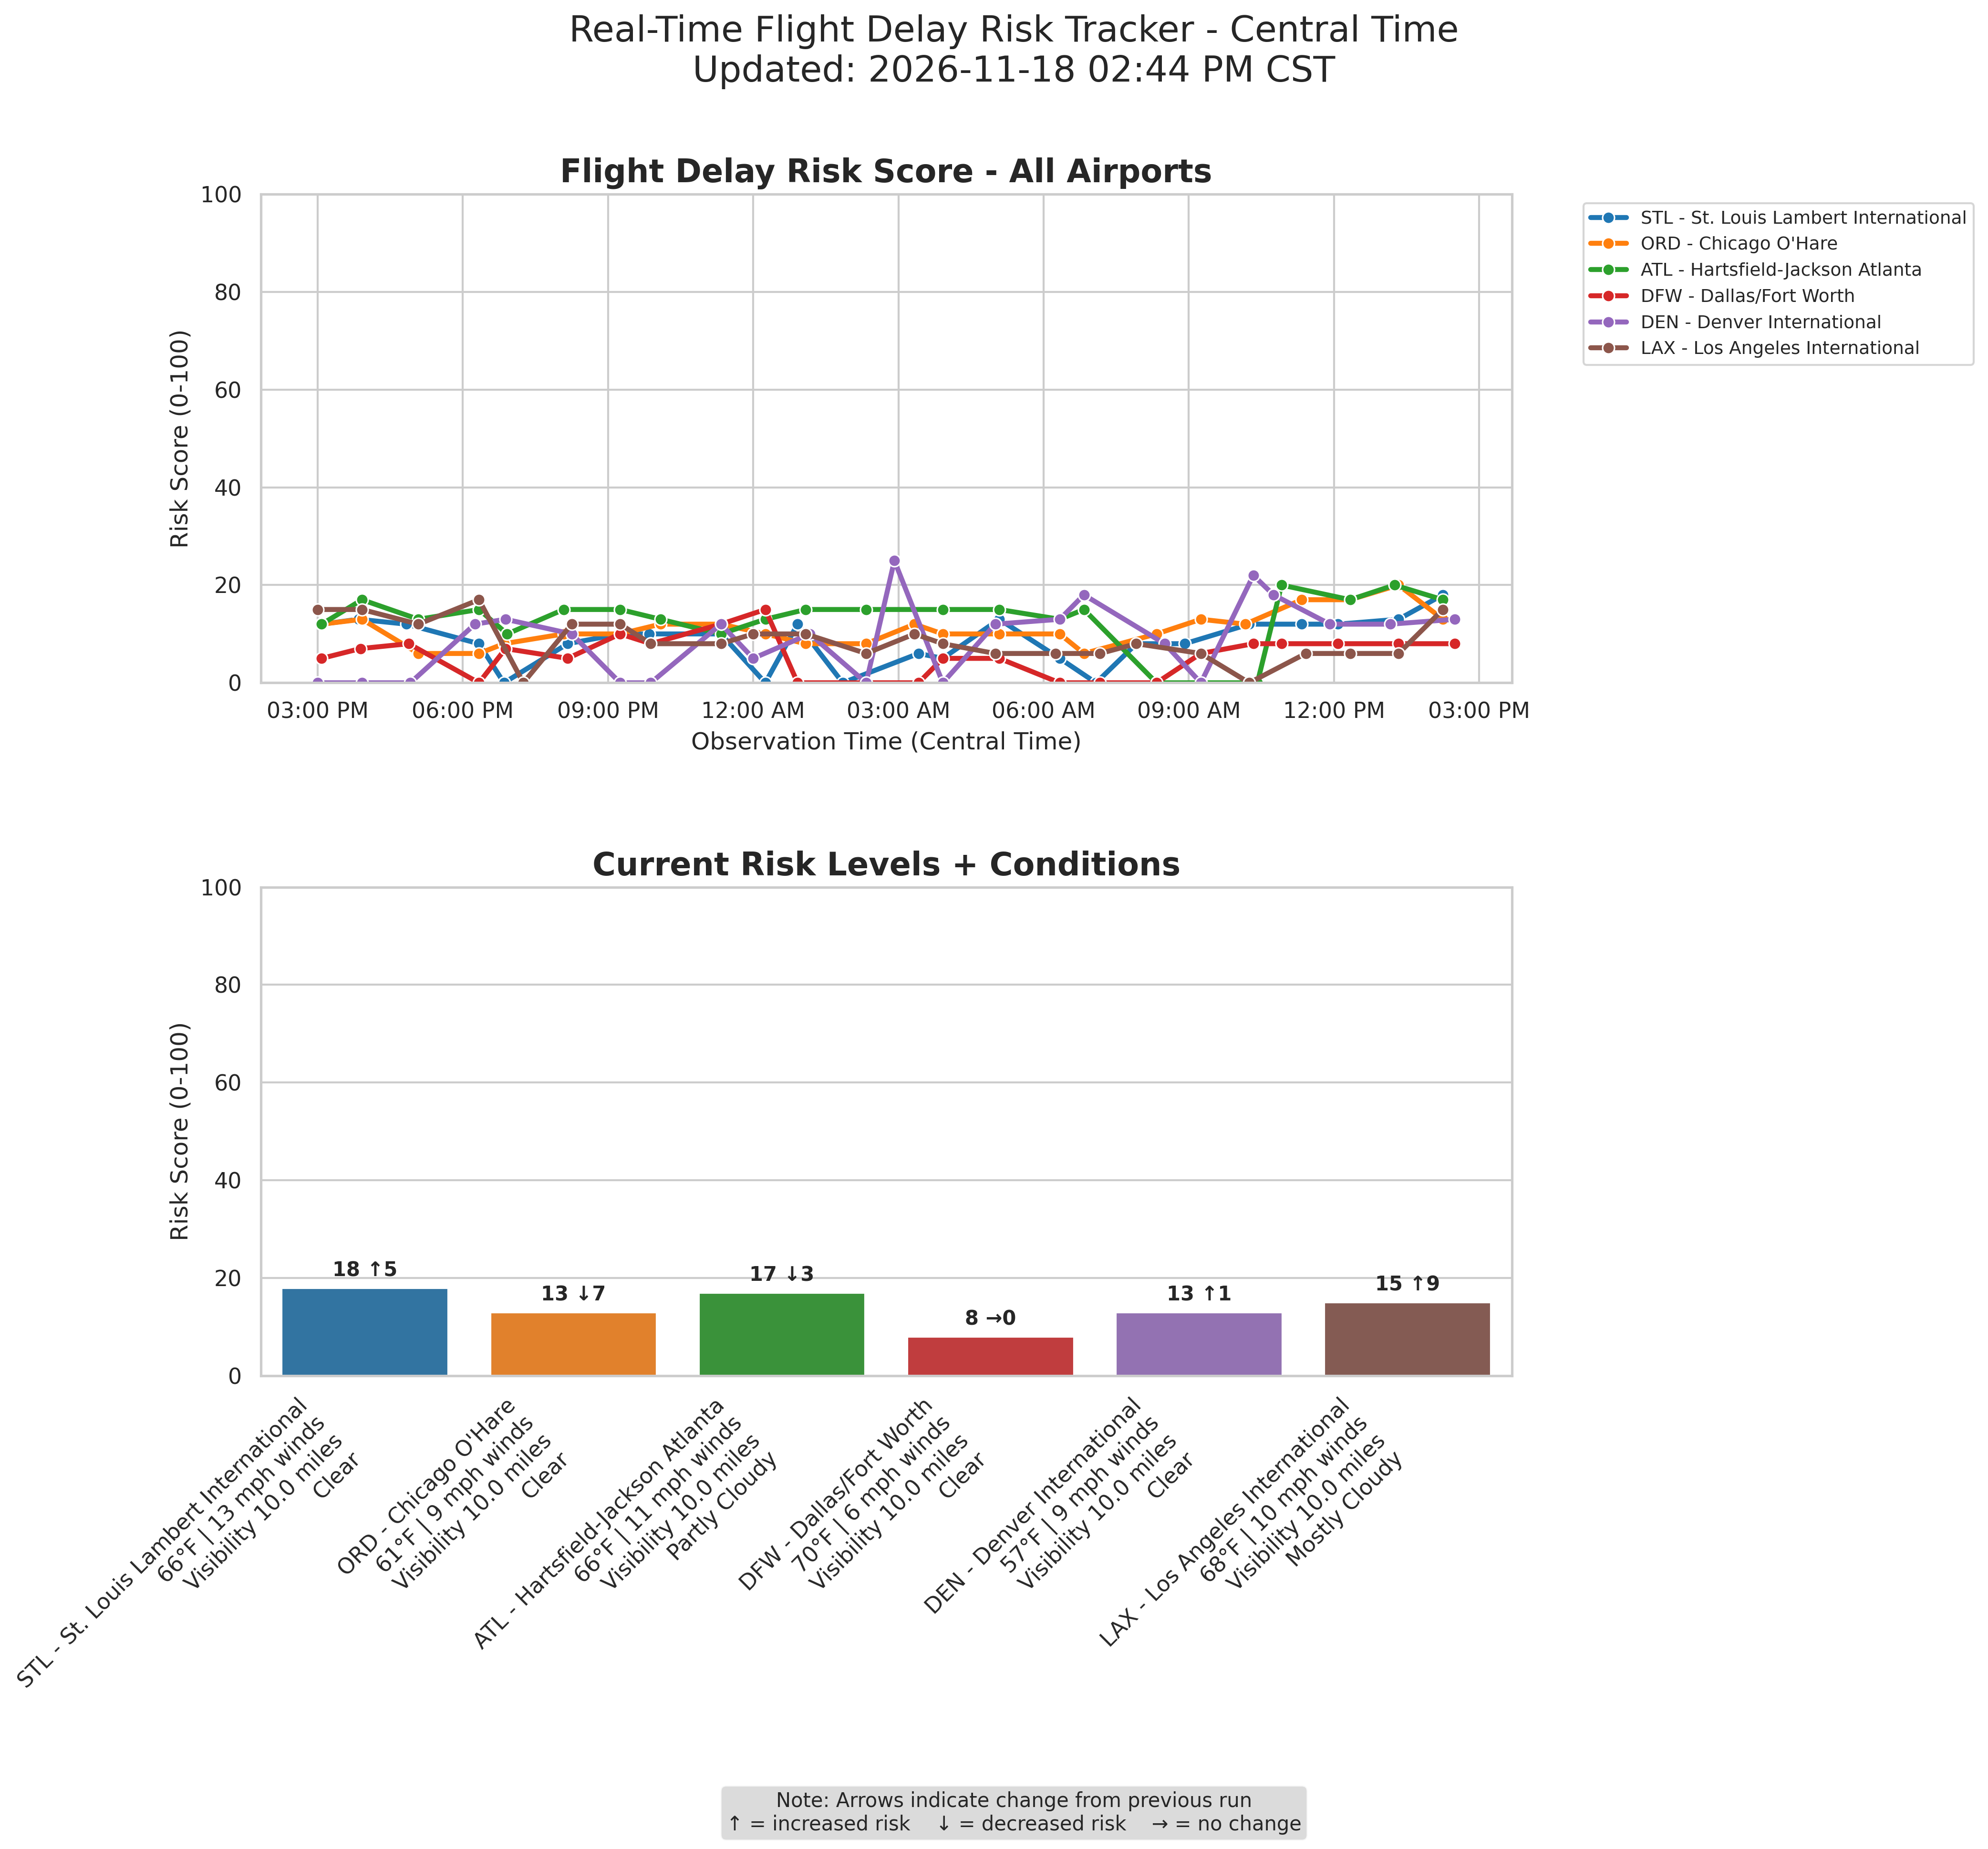 Real-Time Flight Delay Risk Tracker - Central Time
Updated: 2026-11-18 02:44 PM CST
Flight Delay Risk Score - All Airports
Risk Score (0-100)
100
80
60
40
20
0
03:00 PM
06:00 PM
09:00 PM
12:00 AM
03:00 AM
06:00 AM
09:00 AM
12:00 PM
03:00 PM
Observation Time (Central Time)
STL - St. Louis Lambert International
ORD - Chicago O'Hare
ATL - Hartsfield-Jackson Atlanta
DFW - Dallas/Fort Worth
DEN - Denver International
LAX - Los Angeles International
Current Risk Levels + Conditions
Risk Score (0-100)
100
80
60
40
20
0
18 ↑5
13 ↓7
17 ↓3
8 →0
13 ↑1
15 ↑9
STL - St. Louis Lambert International
66°F | 13 mph winds
Visibility 10.0 miles
Clear
ORD - Chicago O'Hare
61°F | 9 mph winds
Visibility 10.0 miles
Clear
ATL - Hartsfield-Jackson Atlanta
66°F | 11 mph winds
Visibility 10.0 miles
Partly Cloudy
DFW - Dallas/Fort Worth
70°F | 6 mph winds
Visibility 10.0 miles
Clear
DEN - Denver International
57°F | 9 mph winds
Visibility 10.0 miles
Clear
LAX - Los Angeles International
68°F | 10 mph winds
Visibility 10.0 miles
Mostly Cloudy
Note: Arrows indicate change from previous run
↑ = increased risk ↓ = decreased risk → = no change